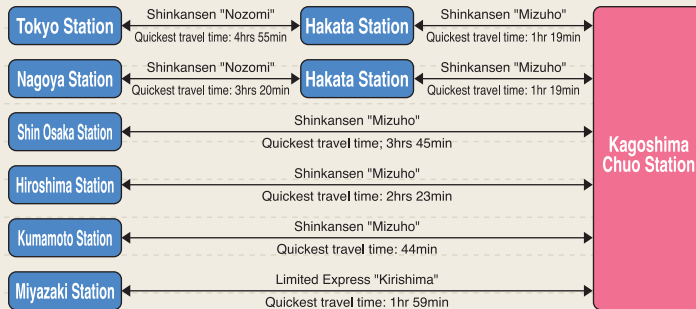 Tokyo Station
Shinkansen "Nozomi"
Quickest travel time: 4hrs 55min
Hakata Station
Shinkansen "Mizuho"
Quickest travel time: 1hr 19min
Nagoya Station
Shinkansen "Nozomi"
Quickest travel time: 3hrs 20min
Hakata Station
Shinkansen "Mizuho"
Quickest travel time: 1hr 19min
Shin Osaka Station
Shinkansen "Mizuho"
Quickest travel time; 3hrs 45min
Hiroshima Station
Shinkansen "Mizuho"
Quickest travel time: 2hrs 23min
Kumamoto Station
Shinkansen "Mizuho"
Quickest travel time: 44min
Miyazaki Station
Limited Express "Kirishima"
Quickest travel time: 1hr 59min
Kagoshima
Chuo Station